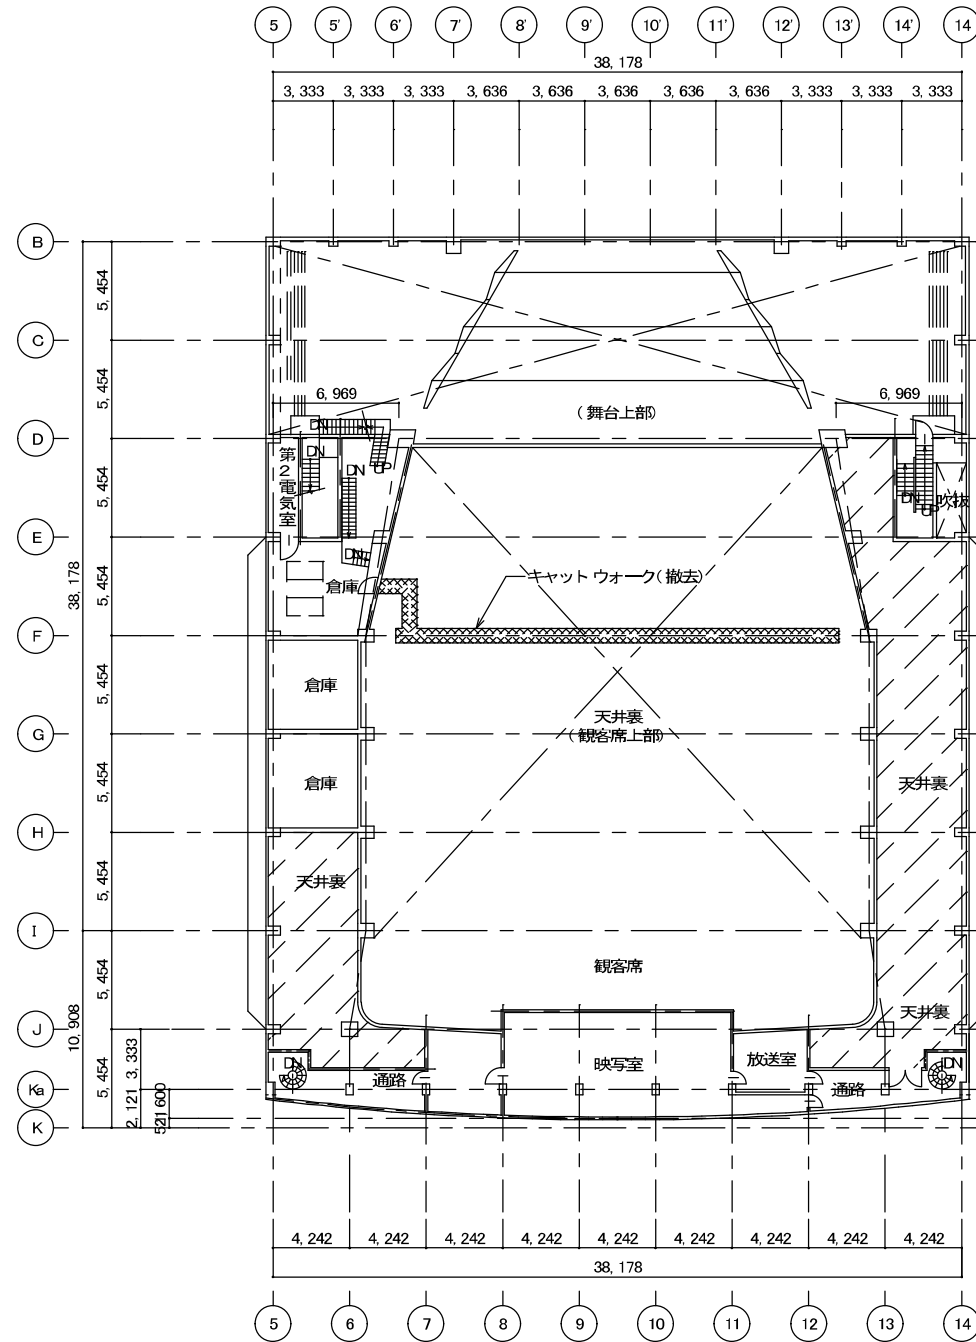 5 5' 6' 7' 8' 9' 10' 11' 12' 13' 14' 14
38,178
3,333 3,333 3,333 3,636 3,636 3,636 3,636 3,636 3,333 3,333 3,333
B
5,454
C
5,454
6,969 6,969
(舞台上部)
D
DN
UP
第2電気室
DN
DN
DN
DN
UP
吹抜
E
38,178
5,454
キャットウォーク(撤去)
倉庫
F
5,454
倉庫
天井裏
(観客席上部)
G
5,454
倉庫
天井裏
H
5,454
天井裏
I
5,454
観客席
J
天井裏
10,908
5,454
3,333
2,121
1600
521
DN
通路
映写室
放送室
通路
DN
Ka
K
4,242 4,242 4,242 4,242 4,242 4,242 4,242 4,242 4,242
38,178
5 6 7 8 9 10 11 12 13 14